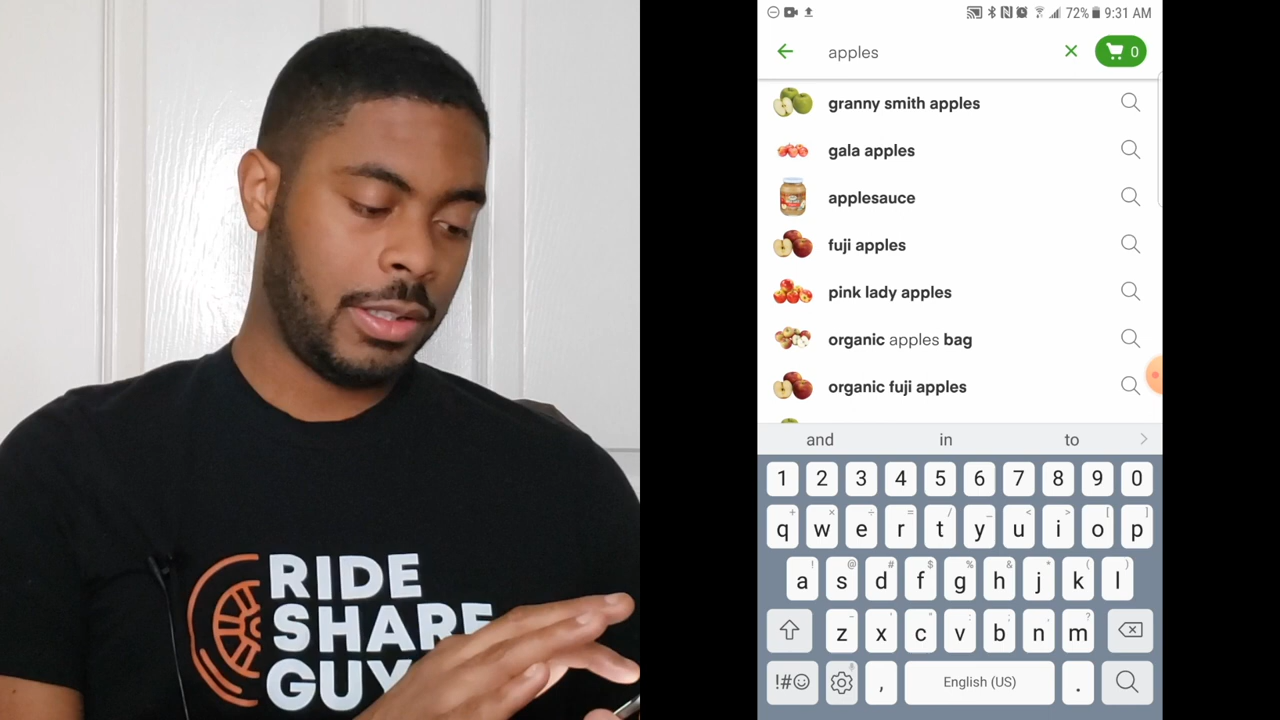 RIDE
SHARE
GUY
72% 9:31 AM
apples
0
granny smith apples
gala apples
applesauce
fuji apples
pink lady apples
organic apples bag
organic fuji apples
and in to
1 2 3 4 5 6 7 8 9 0
q w e r t y u i o p
a s d f g h j k l
z x c v b n m
!#☺ , English (US) .